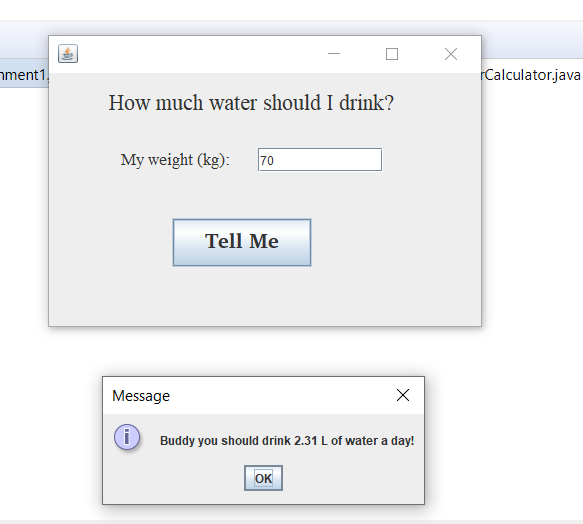 nment1,
rCalculator.java
How much water should I drink?
My weight (kg):
70
Tell Me
Message
Buddy you should drink 2.31 L of water a day!
OK